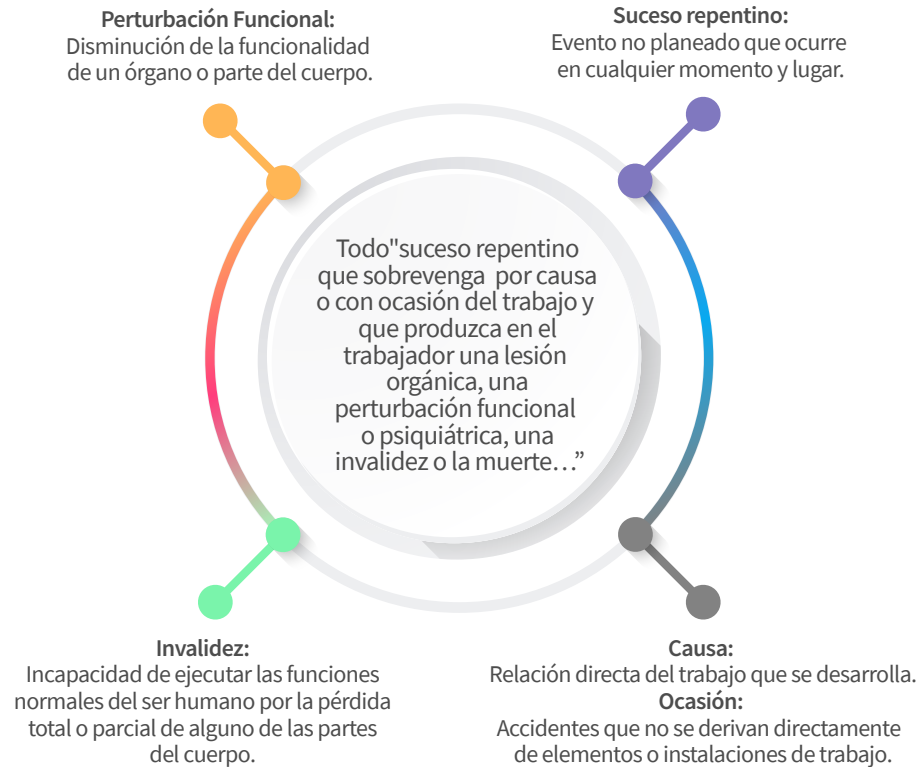 Perturbación Funcional:
Disminución de la funcionalidad
de un órgano o parte del cuerpo.
Suceso repentino:
Evento no planeado que ocurre
en cualquier momento y lugar.
Todo"suceso repentino
que sobrevenga por causa
o con ocasión del trabajo y
que produzca en el
trabajador una lesión
orgánica, una
perturbación funcional
o psiquiátrica, una
invalidez o la muerte…”
Invalidez:
Incapacidad de ejecutar las funciones
normales del ser humano por la pérdida
total o parcial de alguno de las partes
del cuerpo.
Causa:
Relación directa del trabajo que se desarrolla.
Ocasión:
Accidentes que no se derivan directamente
de elementos o instalaciones de trabajo.